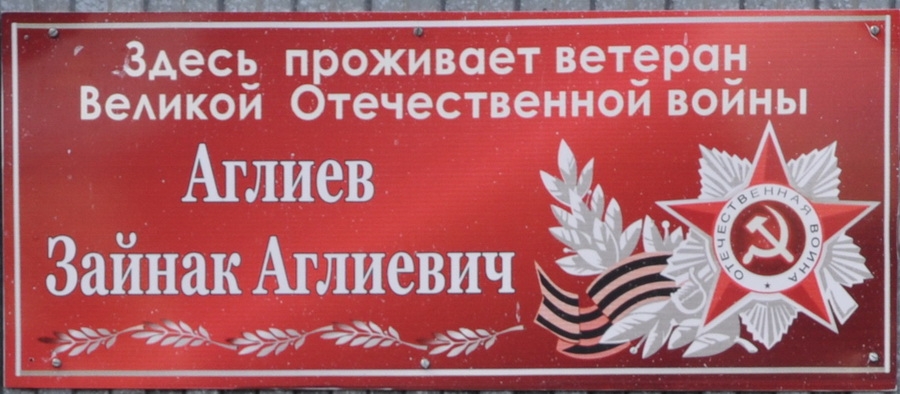 Здесь проживает ветеран
Великой Отечественной войны
Аглиев
Зайнак Аглиевич
ОТЕЧЕСТВЕННАЯ ВОЙНА